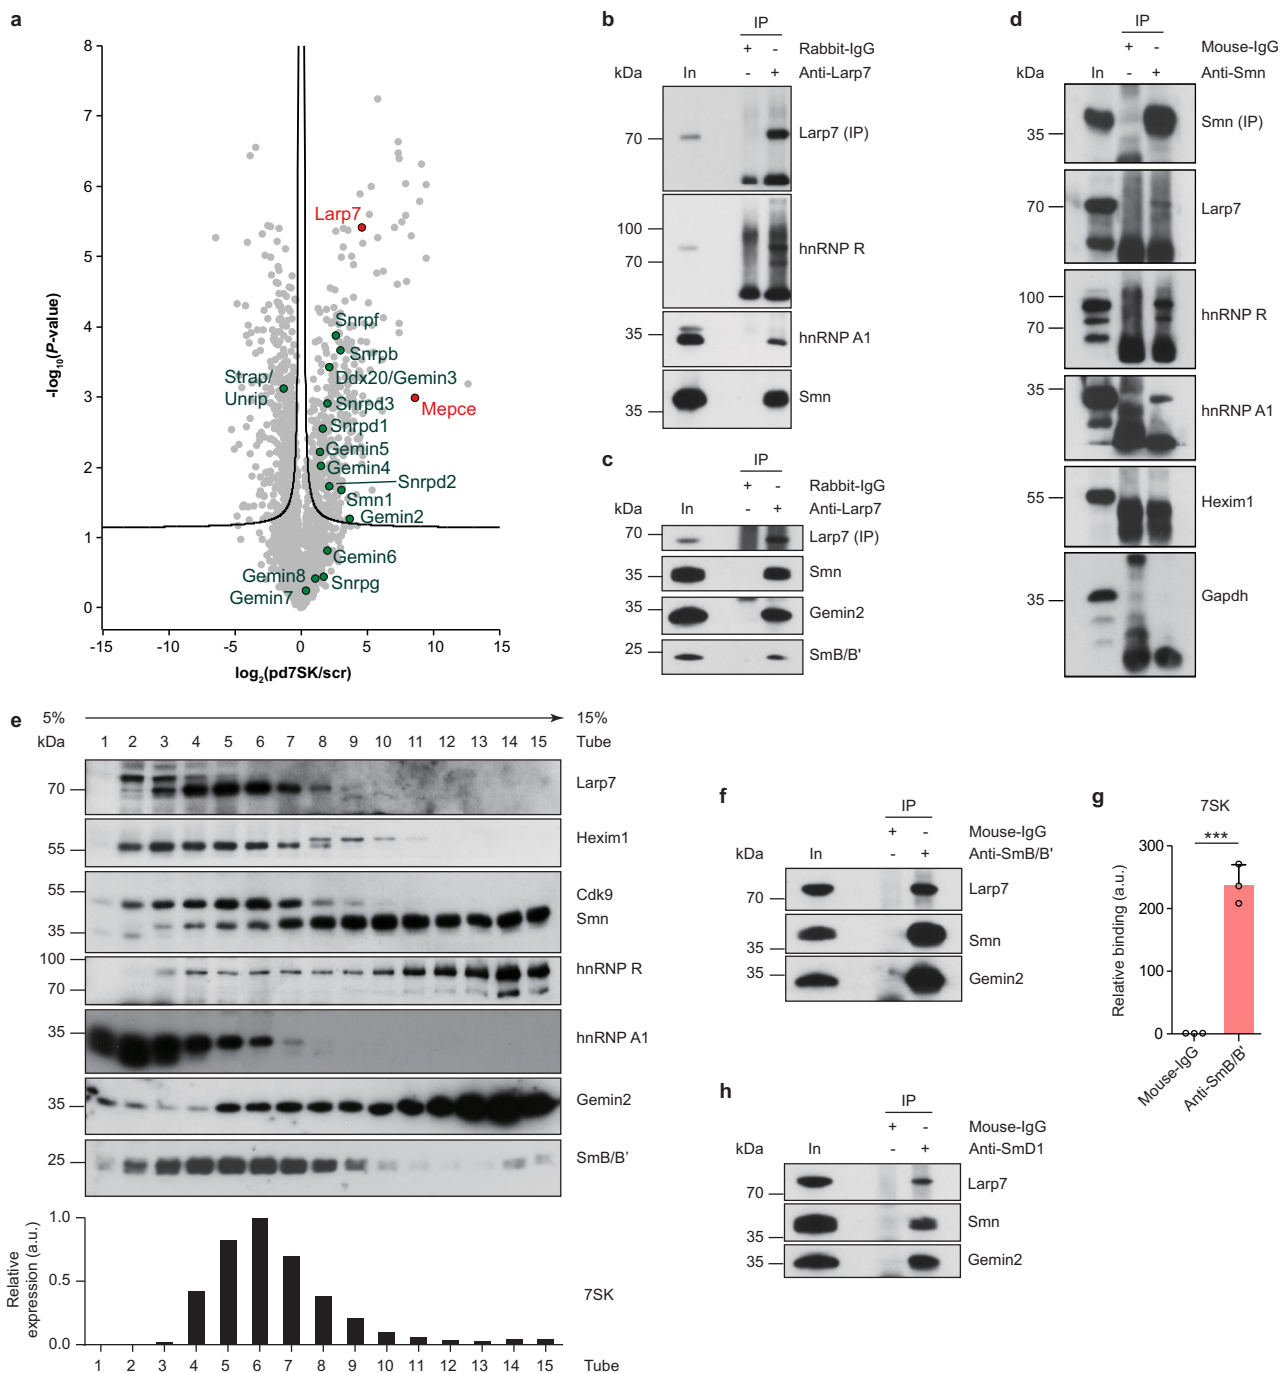 a
8
7
6
5
4
3
2
1
0
-log10(P-value)
-15
-10
-5
0
5
10
15
log2(pd7SK/scr)
Larp7
Snrpf
Snrpb
Ddx20/Gemin3
Strap/
Unrip
Mepce
Snrpd3
Snrpd1
Gemin5
Gemin4
Snrpd2
Smn1
Gemin2
Gemin6
Gemin8
Snrpg
Gemin7
b
IP
+ - Rabbit-IgG
kDa In - + Anti-Larp7
70 Larp7 (IP)
100
hnRNP R
70
35 hnRNP A1
Smn
35
c
IP
+ - Rabbit-IgG
kDa In - + Anti-Larp7
70 Larp7 (IP)
35 Smn
35 Gemin2
25 SmB/B'
d
IP
+ - Mouse-IgG
kDa In - + Anti-Smn
Smn (IP)
35
70 Larp7
100
hnRNP R
70
35
hnRNP A1
55 Hexim1
35 Gapdh
e
5% 15%
kDa 1 2 3 4 5 6 7 8 9 10 11 12 13 14 15 Tube
70 Larp7
Hexim1
55
55 Cdk9
Smn
35
100
hnRNP R
70
35 hnRNP A1
35 Gemin2
25 SmB/B'
Relative
expression (a.u.)
1.0
0.5
0.0
7SK
1 2 3 4 5 6 7 8 9 10 11 12 13 14 15 Tube
f
IP
+ - Mouse-IgG
kDa In - + Anti-SmB/B'
Larp7
70
Smn
35
35 Gemin2
g
7SK
***
Relative binding (a.u.)
300
200
100
0
Mouse-IgG
Anti-SmB/B'
h
IP
+ - Mouse-IgG
kDa In - + Anti-SmD1
Larp7
70
Smn
35
35 Gemin2